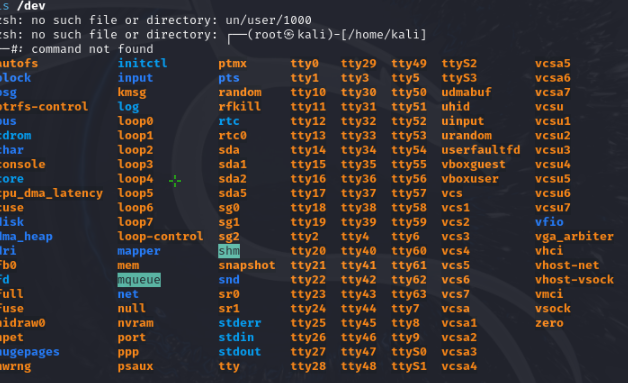 ls /dev
zsh: no such file or directory: un/user/1000
zsh: no such file or directory: ┌──(root㉿kali)-[/home/kali]
└─#: command not found
autofs initctl ptmx tty0 tty29 tty49 ttyS2 vcsa5
block input pts tty1 tty3 tty5 ttyS3 vcsa6
bsg kmsg random tty10 tty30 tty50 udmabuf vcsa7
btrfs-control log rfkill tty11 tty31 tty51 uhid vcsu
bus loop0 rtc tty12 tty32 tty52 uinput vcsu1
cdrom loop1 rtc0 tty13 tty33 tty53 urandom vcsu2
char loop2 sda tty14 tty34 tty54 userfaultfd vcsu3
console loop3 sda1 tty15 tty35 tty55 vboxguest vcsu4
core loop4 sda2 tty16 tty36 tty56 vboxuser vcsu5
cpu_dma_latency loop5 sda5 tty17 tty37 tty57 vcs vcsu6
cuse loop6 sg0 tty18 tty38 tty58 vcs1 vcsu7
disk loop7 sg1 tty19 tty39 tty59 vcs2 vfio
dma_heap loop-control sg2 tty2 tty4 tty6 vcs3 vga_arbiter
dri mapper shm tty20 tty40 tty60 vcs4 vhci
fb0 mem snapshot tty21 tty41 tty61 vcs5 vhost-net
fd mqueue snd tty22 tty42 tty62 vcs6 vhost-vsock
full net sr0 tty23 tty43 tty63 vcs7 vmci
fuse null sr1 tty24 tty44 tty7 vcsa vsock
hidraw0 nvram stderr tty25 tty45 tty8 vcsa1 zero
hpet port stdin tty26 tty46 tty9 vcsa2
hugepages ppp stdout tty27 tty47 ttyS0 vcsa3
hwrng psaux tty tty28 tty48 ttyS1 vcsa4